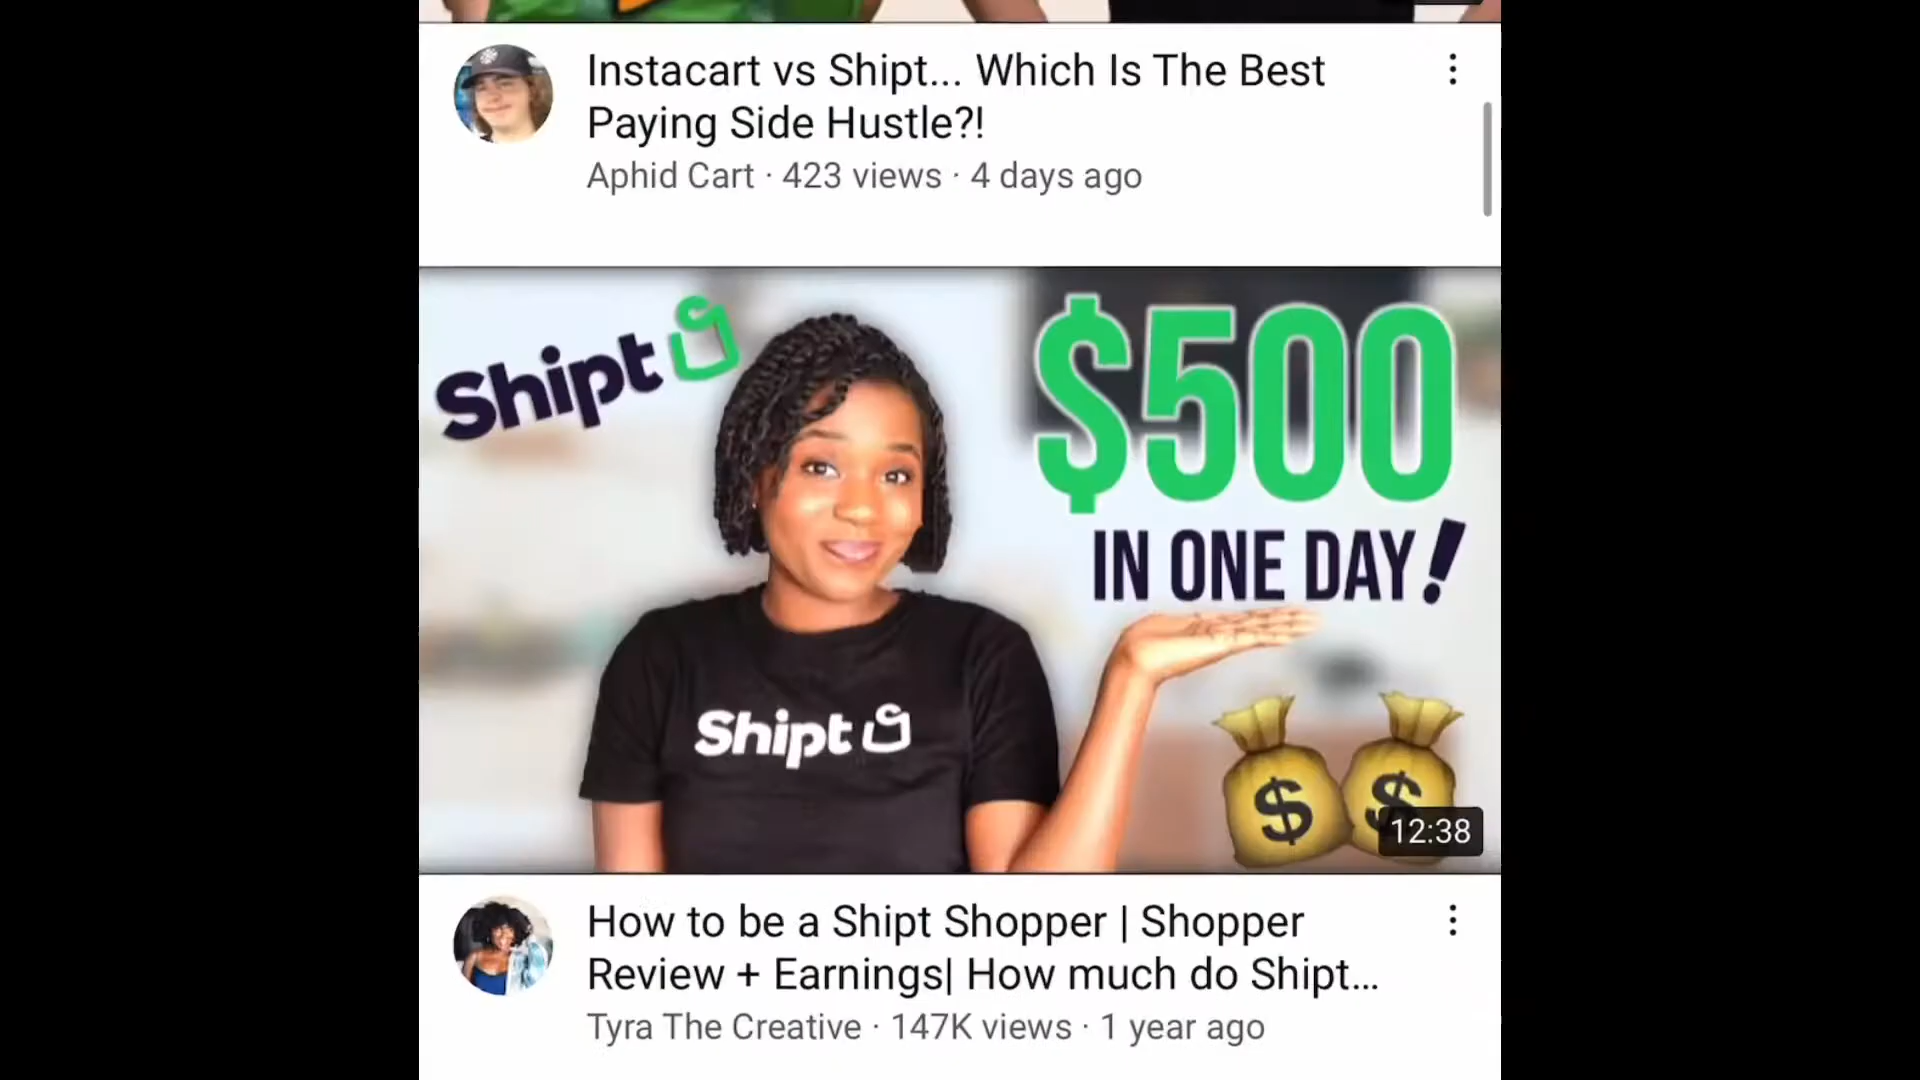 Instacart vs Shipt... Which Is The Best
Paying Side Hustle?!
Aphid Cart · 423 views · 4 days ago
Shipt
$500
IN ONE DAY!
Shipt
$ $
12:38
How to be a Shipt Shopper | Shopper
Review + Earnings| How much do Shipt...
Tyra The Creative · 147K views · 1 year ago